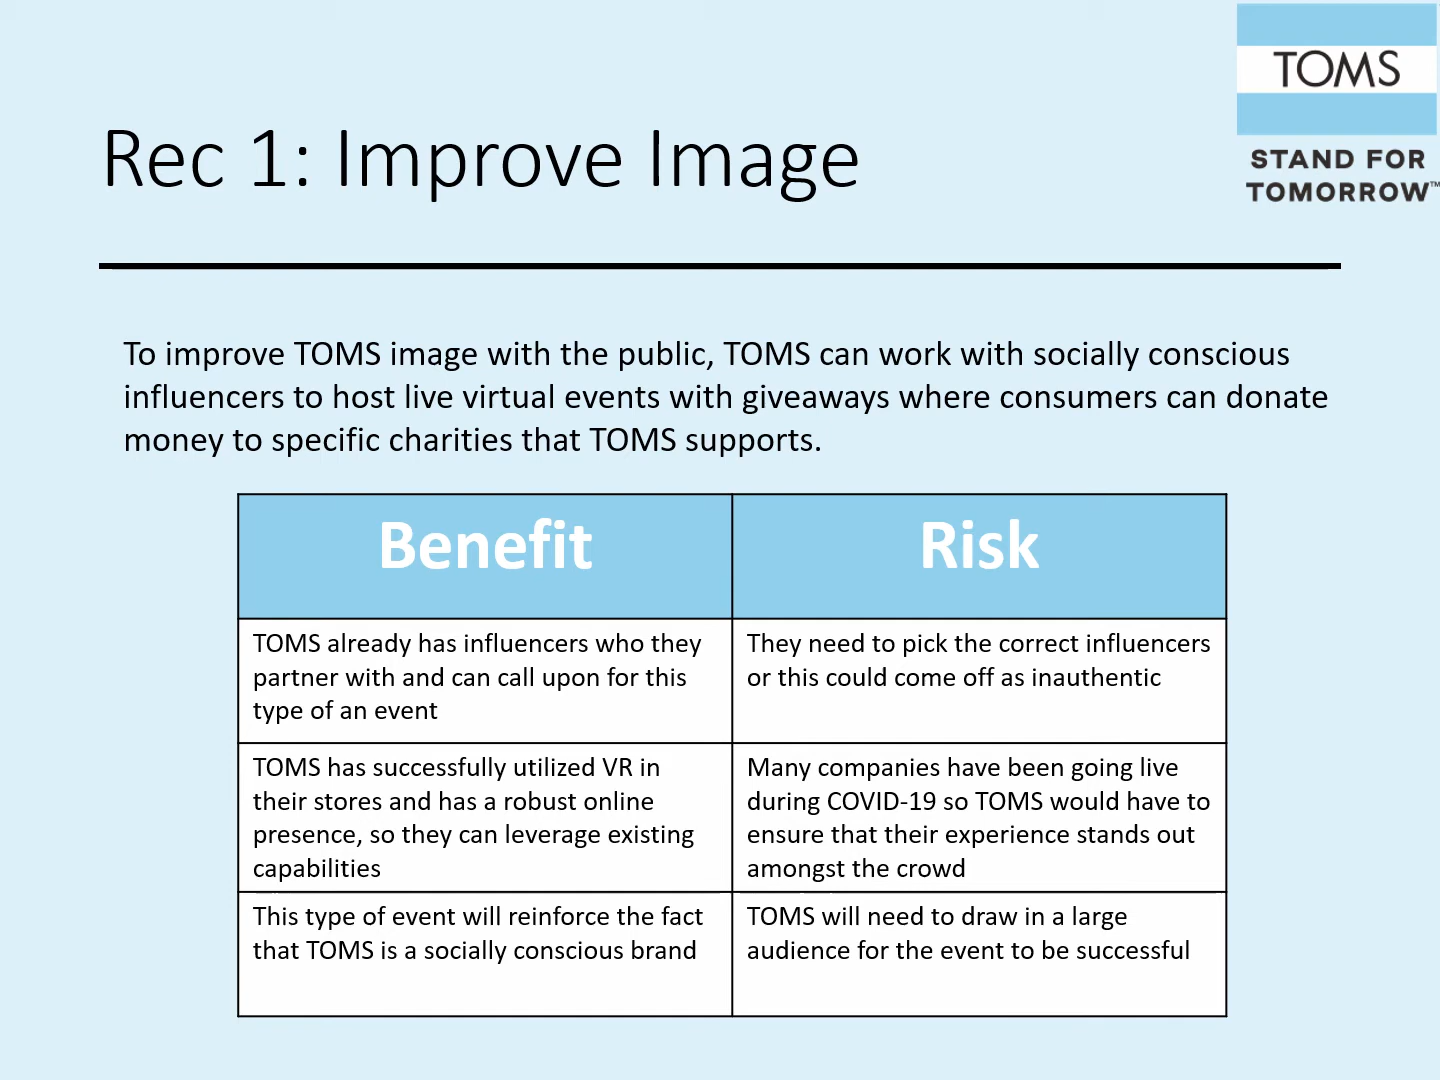 TOMS
STAND FOR
TOMORROW™
Rec 1: Improve Image
To improve TOMS image with the public, TOMS can work with socially conscious
influencers to host live virtual events with giveaways where consumers can donate
money to specific charities that TOMS supports.
Benefit
Risk
TOMS already has influencers who they
partner with and can call upon for this
type of an event
They need to pick the correct influencers
or this could come off as inauthentic
TOMS has successfully utilized VR in
their stores and has a robust online
presence, so they can leverage existing
capabilities
Many companies have been going live
during COVID-19 so TOMS would have to
ensure that their experience stands out
amongst the crowd
This type of event will reinforce the fact
that TOMS is a socially conscious brand
TOMS will need to draw in a large
audience for the event to be successful